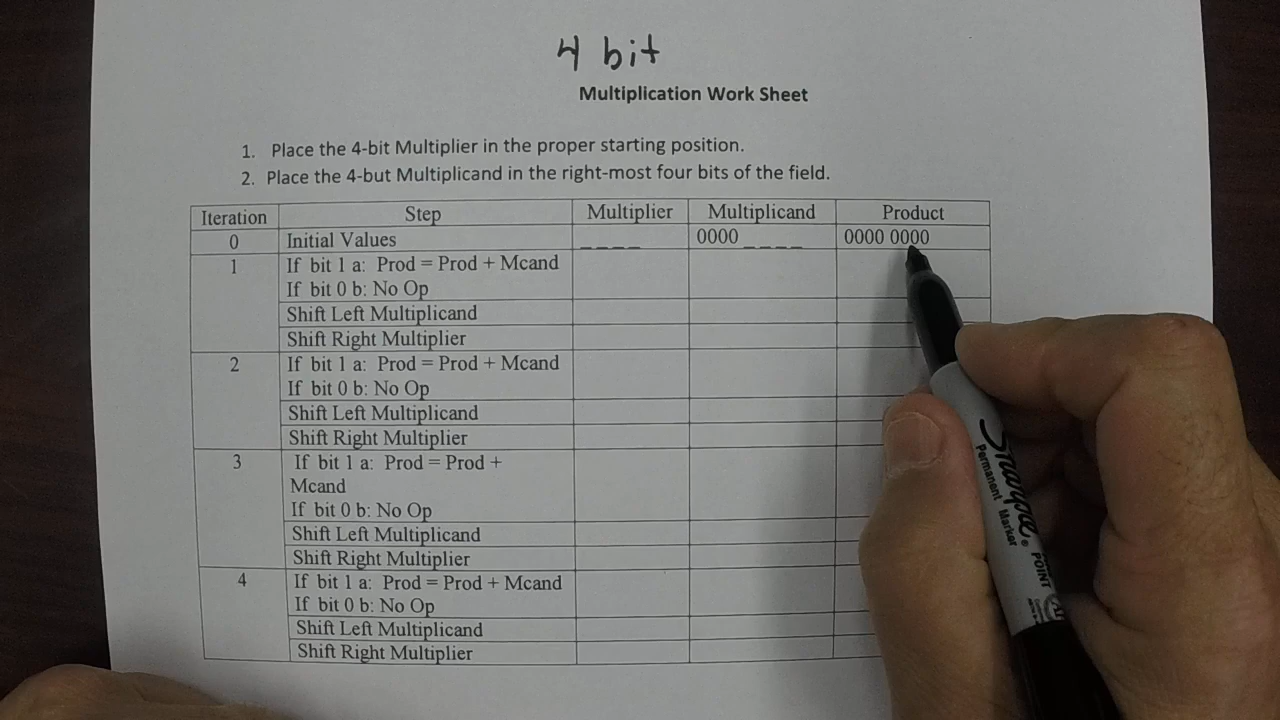 4 bit
Multiplication Work Sheet
1. Place the 4-bit Multiplier in the proper starting position.
2. Place the 4-but Multiplicand in the right-most four bits of the field.
Iteration Step Multiplier Multiplicand Product
0 Initial Values _ _ _ _ 0000 _ _ _ _ 0000 0000
1 If bit 1 a: Prod = Prod + Mcand
If bit 0 b: No Op
Shift Left Multiplicand
Shift Right Multiplier
2 If bit 1 a: Prod = Prod + Mcand
If bit 0 b: No Op
Shift Left Multiplicand
Shift Right Multiplier
3 If bit 1 a: Prod = Prod +
Mcand
If bit 0 b: No Op
Shift Left Multiplicand
Shift Right Multiplier
4 If bit 1 a: Prod = Prod + Mcand
If bit 0 b: No Op
Shift Left Multiplicand
Shift Right Multiplier
Sharpie®
Permanent Marker
POINT